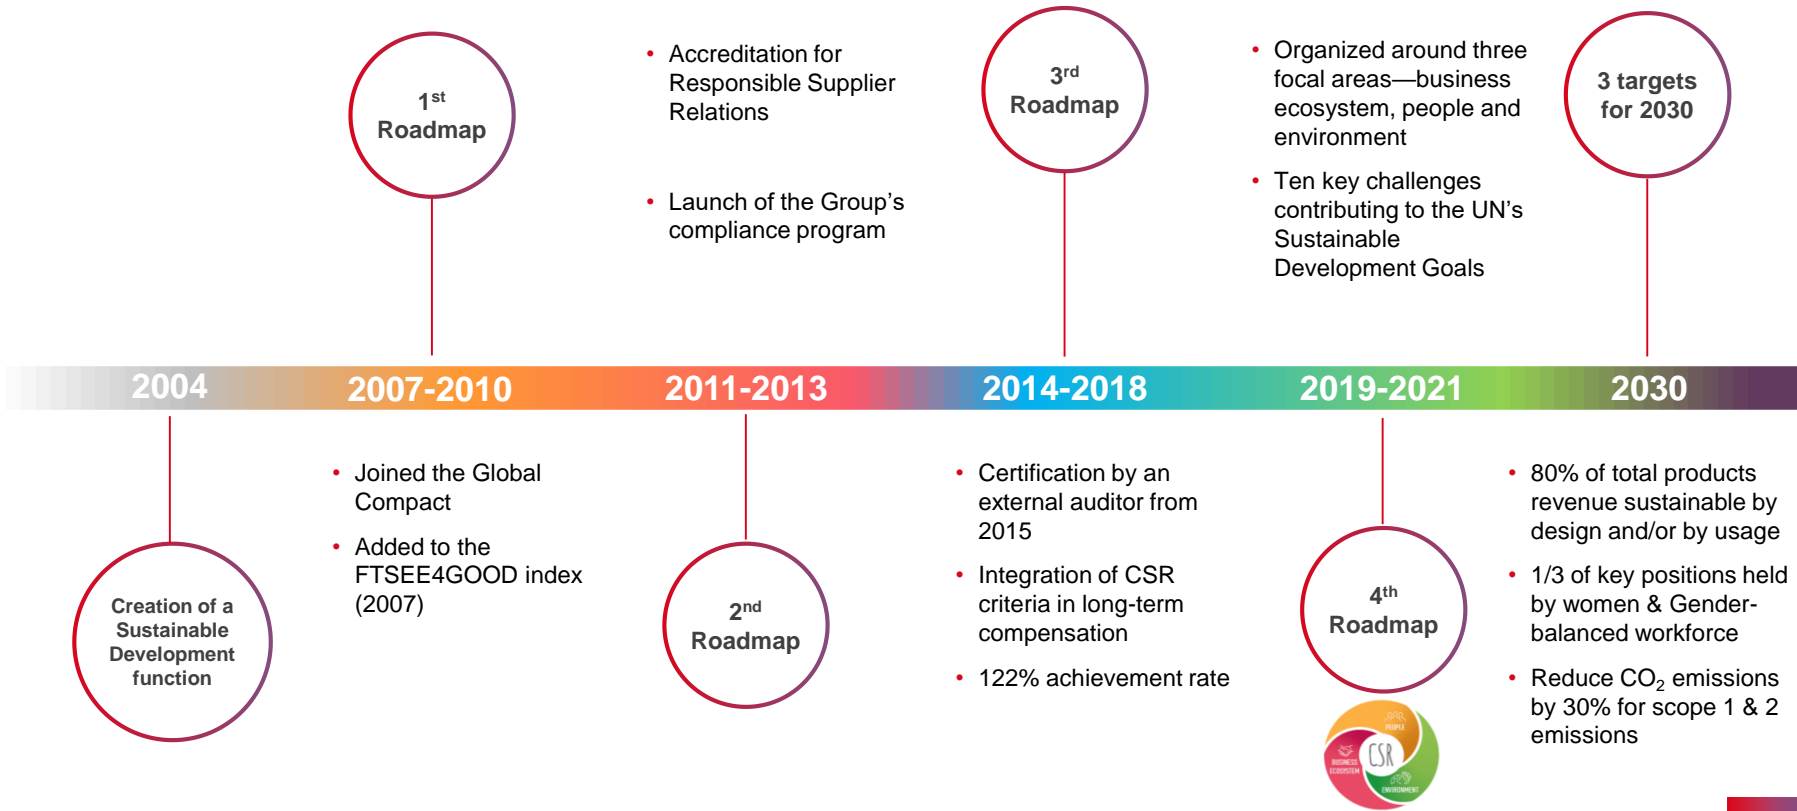 1st
Roadmap
• Accreditation for
Responsible Supplier
Relations
• Launch of the Group’s
compliance program
3rd
Roadmap
• Organized around three
focal areas—business
ecosystem, people and
environment
• Ten key challenges
contributing to the UN’s
Sustainable
Development Goals
3 targets
for 2030
2004
2007-2010
2011-2013
2014-2018
2019-2021
2030
Creation of a
Sustainable
Development
function
• Joined the Global
Compact
• Added to the
FTSEE4GOOD index
(2007)
2nd
Roadmap
• Certification by an
external auditor from
2015
• Integration of CSR
criteria in long-term
compensation
• 122% achievement rate
4th
Roadmap
PEOPLE
CSR
BUSINESS
ECOSYSTEM
ENVIRONMENT
• 80% of total products
revenue sustainable by
design and/or by usage
• 1/3 of key positions held
by women & Gender-
balanced workforce
• Reduce CO2 emissions
by 30% for scope 1 & 2
emissions